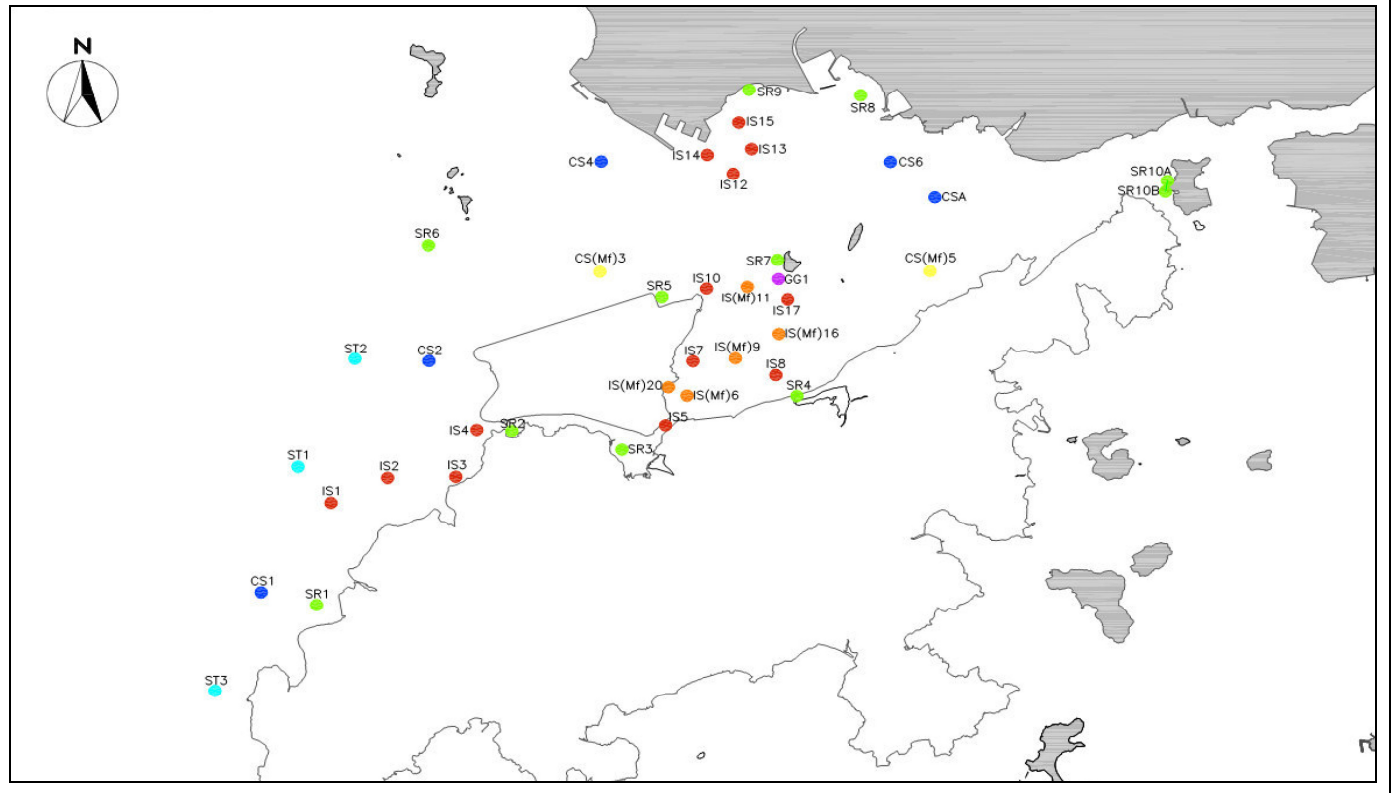 N
SR9
SR8
IS15
IS13
IS14
CS4
CS6
IS12
SR10A
SR10B
CSA
SR6
CS(Mf)3
SR7
CS(Mf)5
GG1
IS10
SR5
IS(Mf)11
IS17
IS(Mf)16
ST2
CS2
IS7
IS(Mf)9
IS8
IS(Mf)20
IS(Mf)6
SR4
IS5
SR2
IS4
SR3
ST1
IS2
IS3
IS1
CS1
SR1
ST3